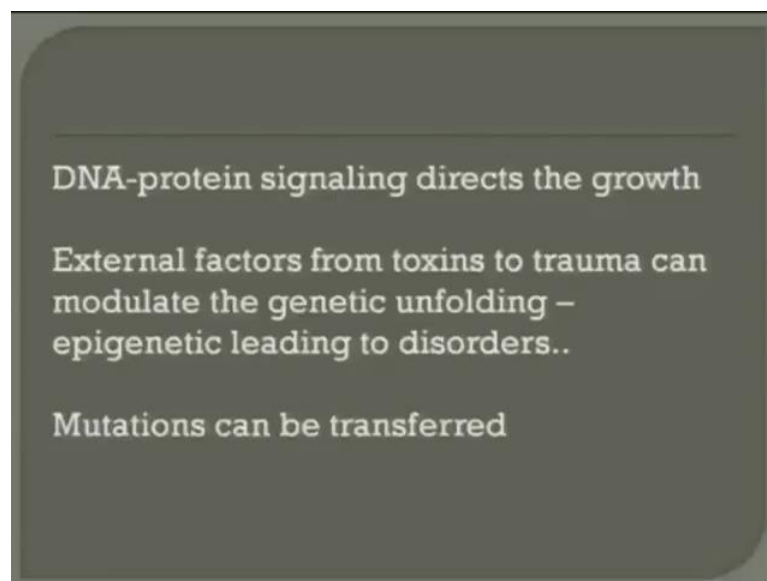 DNA-protein signaling directs the growth
External factors from toxins to trauma can
modulate the genetic unfolding –
epigenetic leading to disorders..
Mutations can be transferred